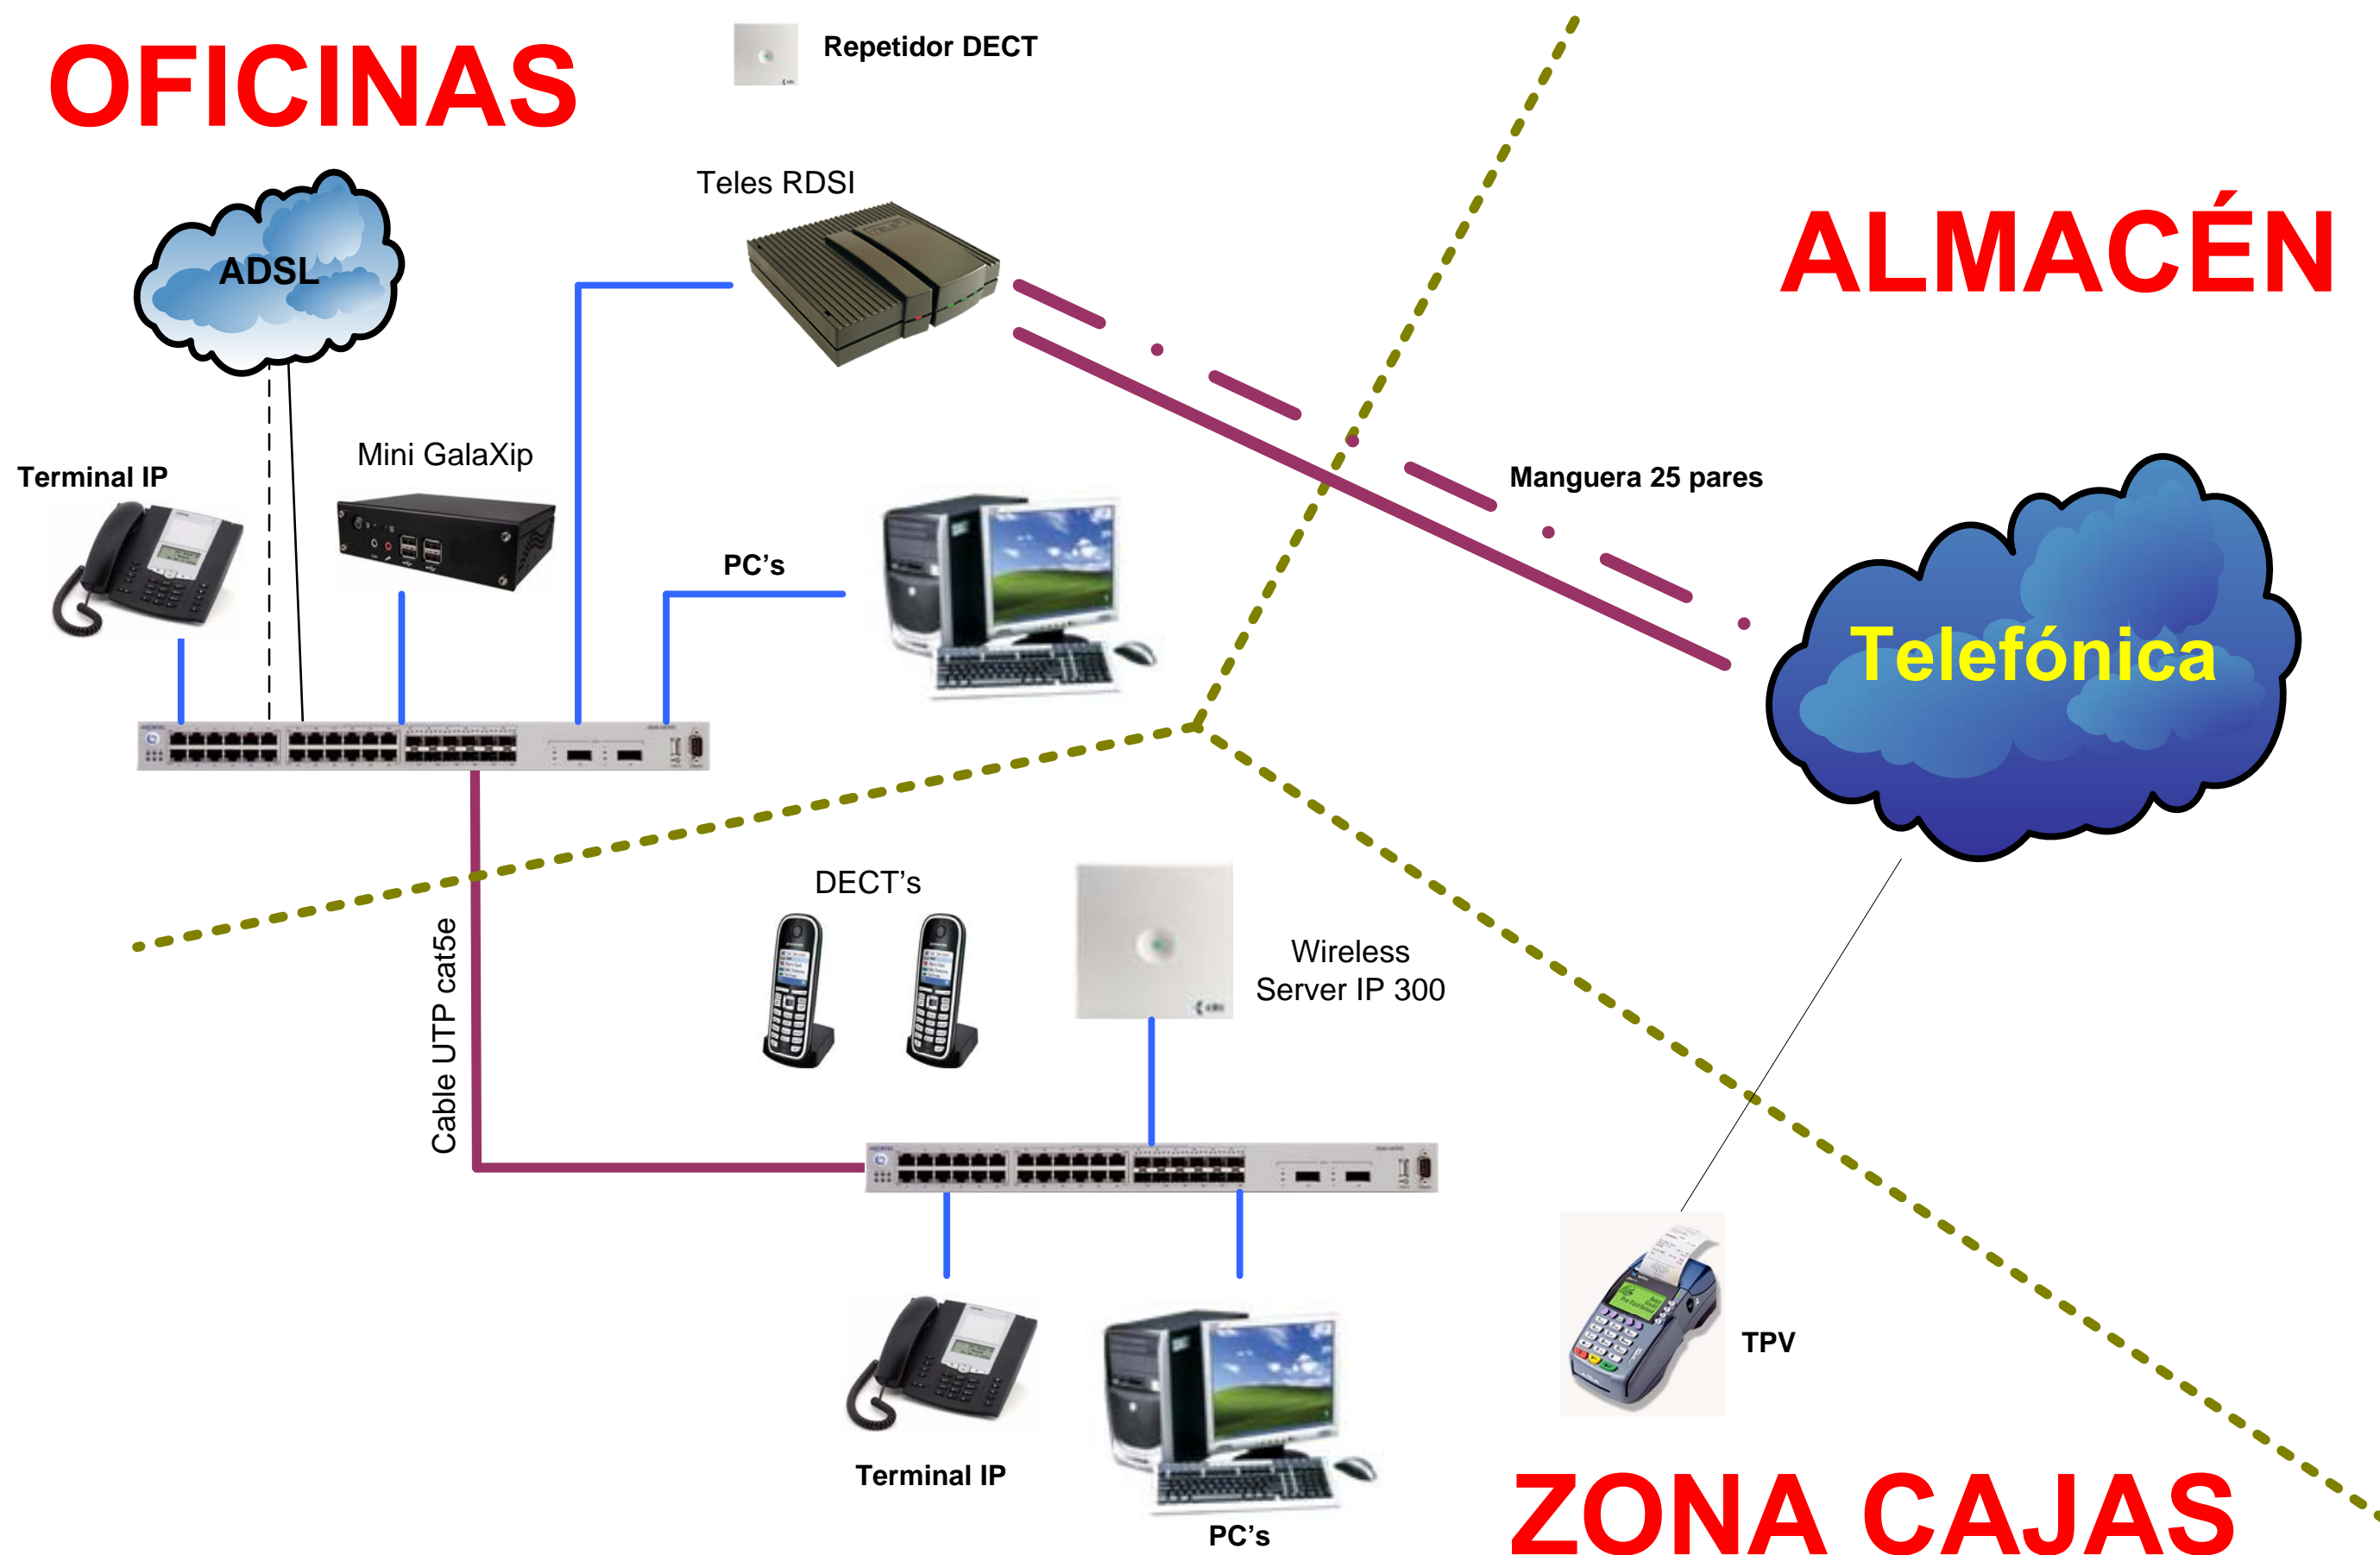 Repetidor DECT
OFICINAS
Teles RDSI
ALMACÉN
ADSL
Mini GalaXip
Terminal IP
Manguera 25 pares
PC's
Telefónica
DECT's
Wireless
Server IP 300
Cable UTP cat5e
TPV
Terminal IP
PC's
ZONA CAJAS